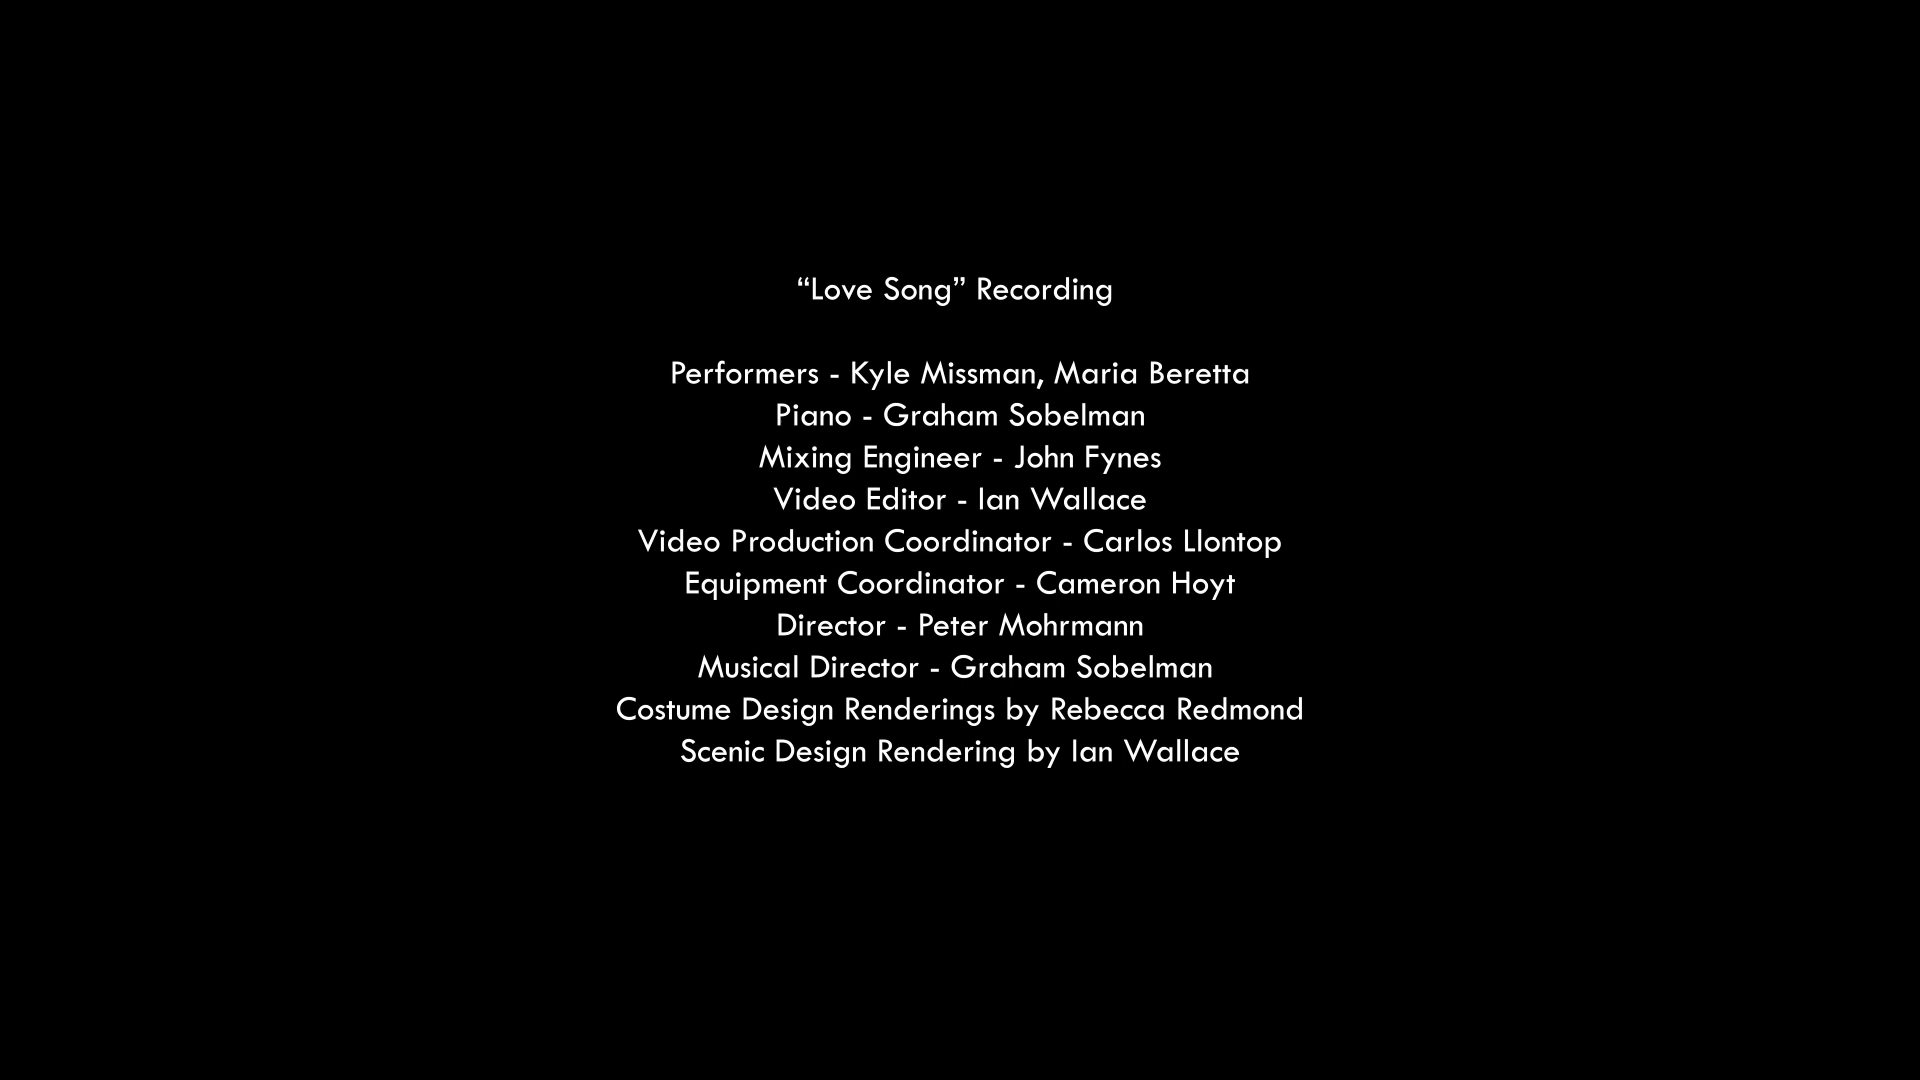 “Love Song” Recording
Performers - Kyle Missman, Maria Beretta
Piano - Graham Sobelman
Mixing Engineer - John Fynes
Video Editor - Ian Wallace
Video Production Coordinator - Carlos Llontop
Equipment Coordinator - Cameron Hoyt
Director - Peter Mohrmann
Musical Director - Graham Sobelman
Costume Design Renderings by Rebecca Redmond
Scenic Design Rendering by Ian Wallace